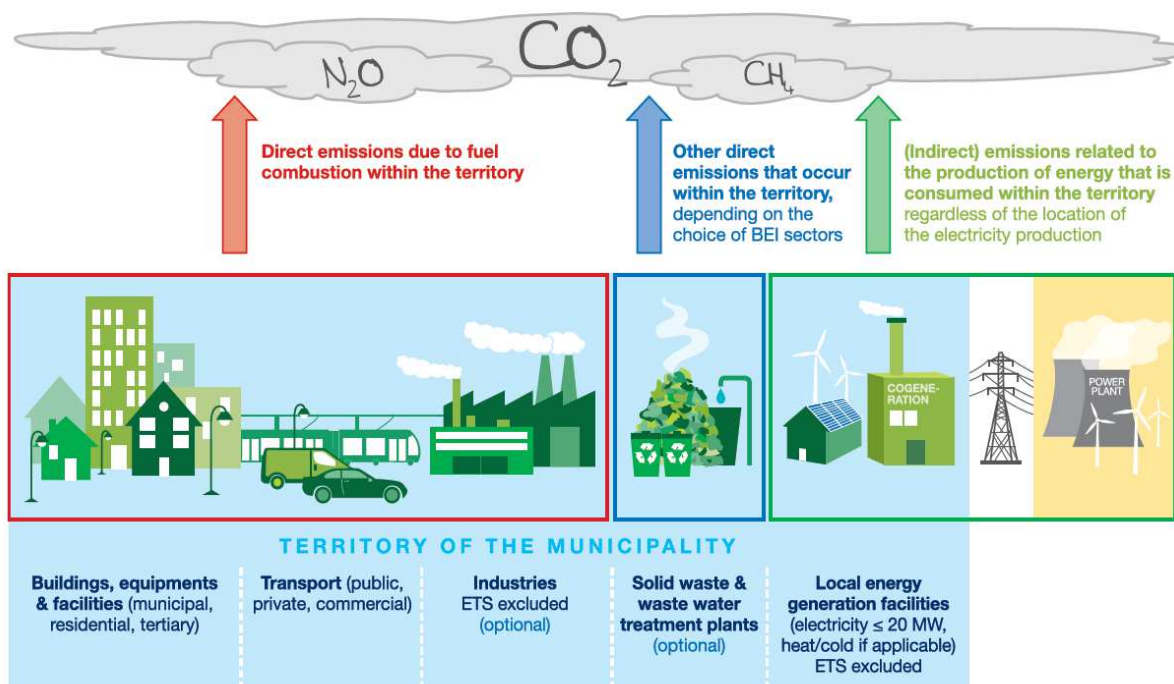 CO₂
N₂O
CH₄
Direct emissions due to fuel
combustion within the territory
Other direct
emissions that occur
within the territory,
depending on the
choice of BEI sectors
(Indirect) emissions related to
the production of energy that is
consumed within the territory
regardless of the location of
the electricity production
COGENE-
RATION
POWER
PLANT
TERRITORY OF THE MUNICIPALITY
Buildings, equipments
& facilities (municipal,
residential, tertiary)
Transport (public,
private, commercial)
Industries
ETS excluded
(optional)
Solid waste &
waste water
treatment plants
(optional)
Local energy
generation facilities
(electricity ≤ 20 MW,
heat/cold if applicable)
ETS excluded